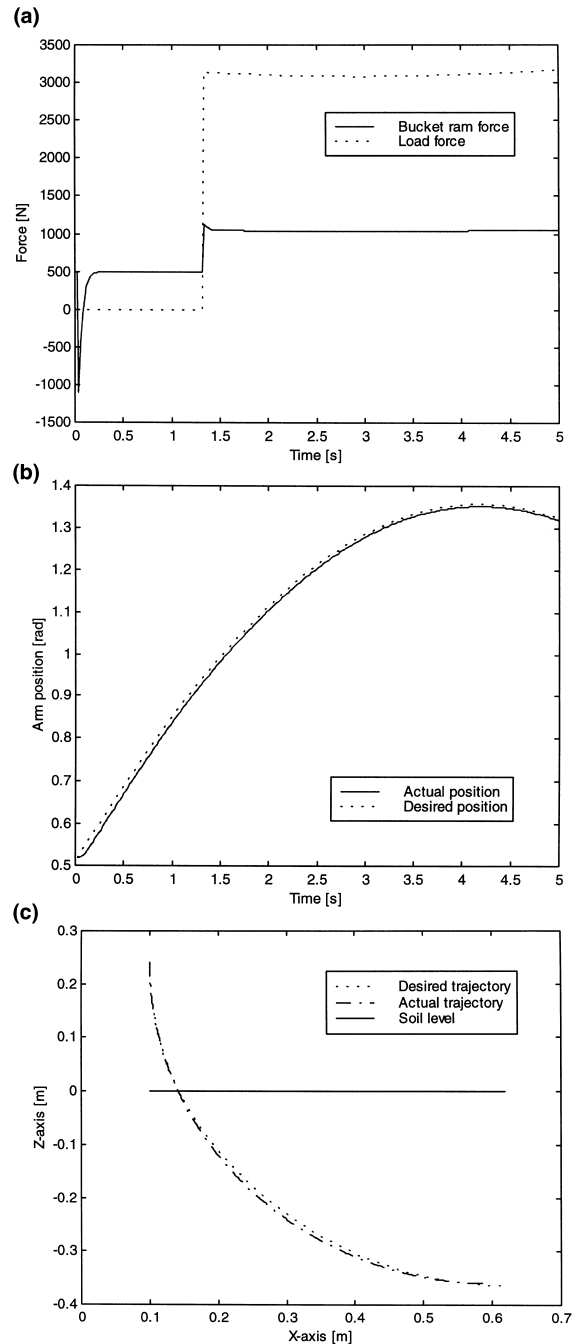 (a)
3500
3000
2500
2000
1500
1000
500
0
-500
-1000
-1500
Force [N]
Bucket ram force
Load force
0 0.5 1 1.5 2 2.5 3 3.5 4 4.5 5
Time [s]
(b)
1.4
1.3
1.2
1.1
1
0.9
0.8
0.7
0.6
0.5
Arm position [rad]
Actual position
Desired position
0 0.5 1 1.5 2 2.5 3 3.5 4 4.5 5
Time [s]
(c)
0.3
0.2
0.1
0
-0.1
-0.2
-0.3
-0.4
Z-axis [m]
Desired trajectory
Actual trajectory
Soil level
0 0.1 0.2 0.3 0.4 0.5 0.6 0.7
X-axis [m]